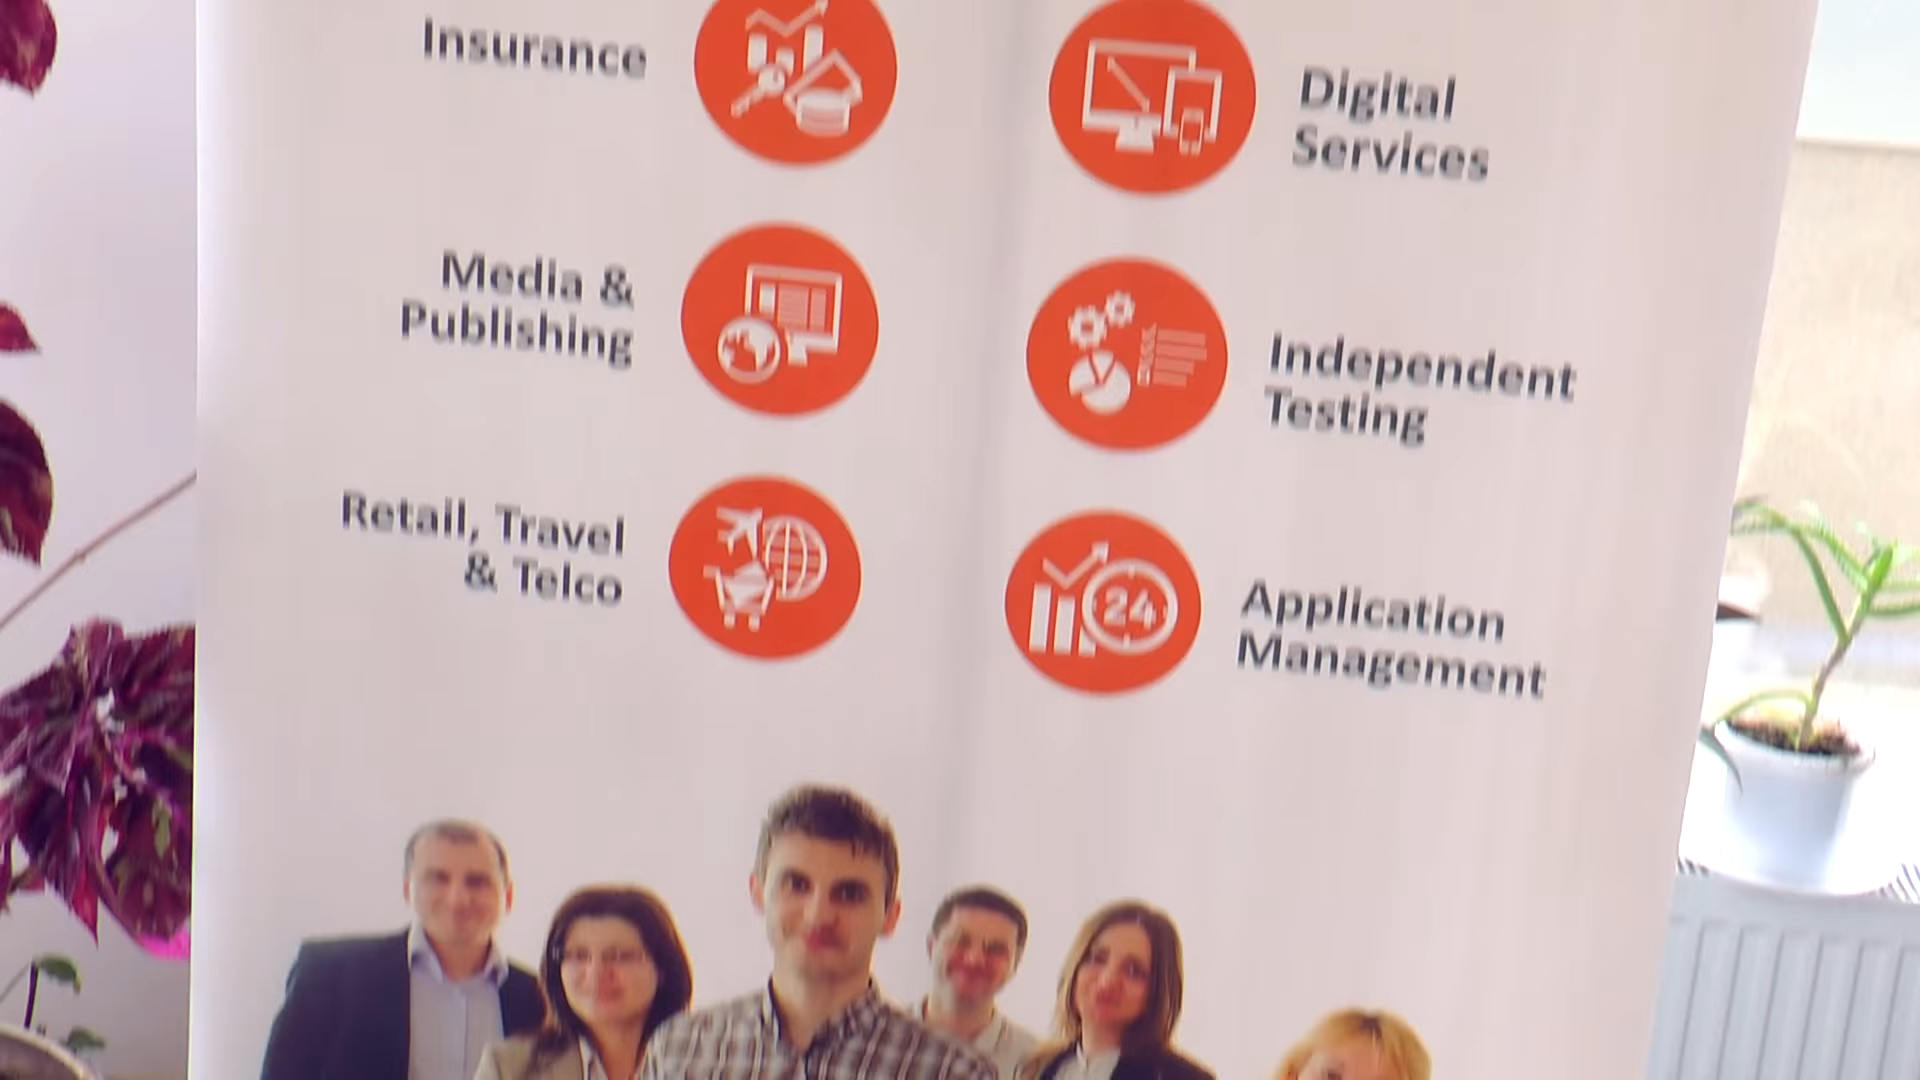 Insurance
Digital
Services
Media &
Publishing
Independent
Testing
Retail, Travel
& Telco
24
Application
Management